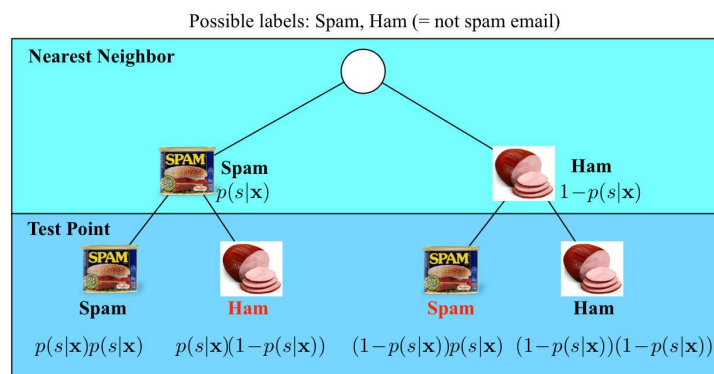 Possible labels: Spam, Ham (= not spam email)
Nearest Neighbor
SPAM
Spam
p(s|x)
Ham
1−p(s|x)
Test Point
SPAM
Spam
Ham
SPAM
Spam
Ham
p(s|x)p(s|x)
p(s|x)(1−p(s|x))
(1−p(s|x))p(s|x)
(1−p(s|x))(1−p(s|x))